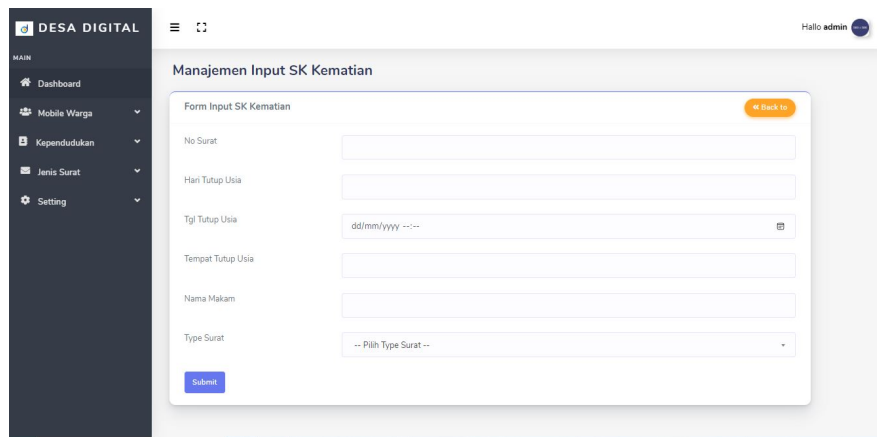 DESA DIGITAL
Hallo admin
MAIN
Dashboard
Mobile Warga
Kependudukan
Jenis Surat
Setting
Manajemen Input SK Kematian
Form Input SK Kematian
Back to
No Surat
Hari Tutup Usia
Tgl Tutup Usia
dd/mm/yyyy --:--
Tempat Tutup Usia
Nama Makam
Type Surat
-- Pilih Type Surat --
Submit